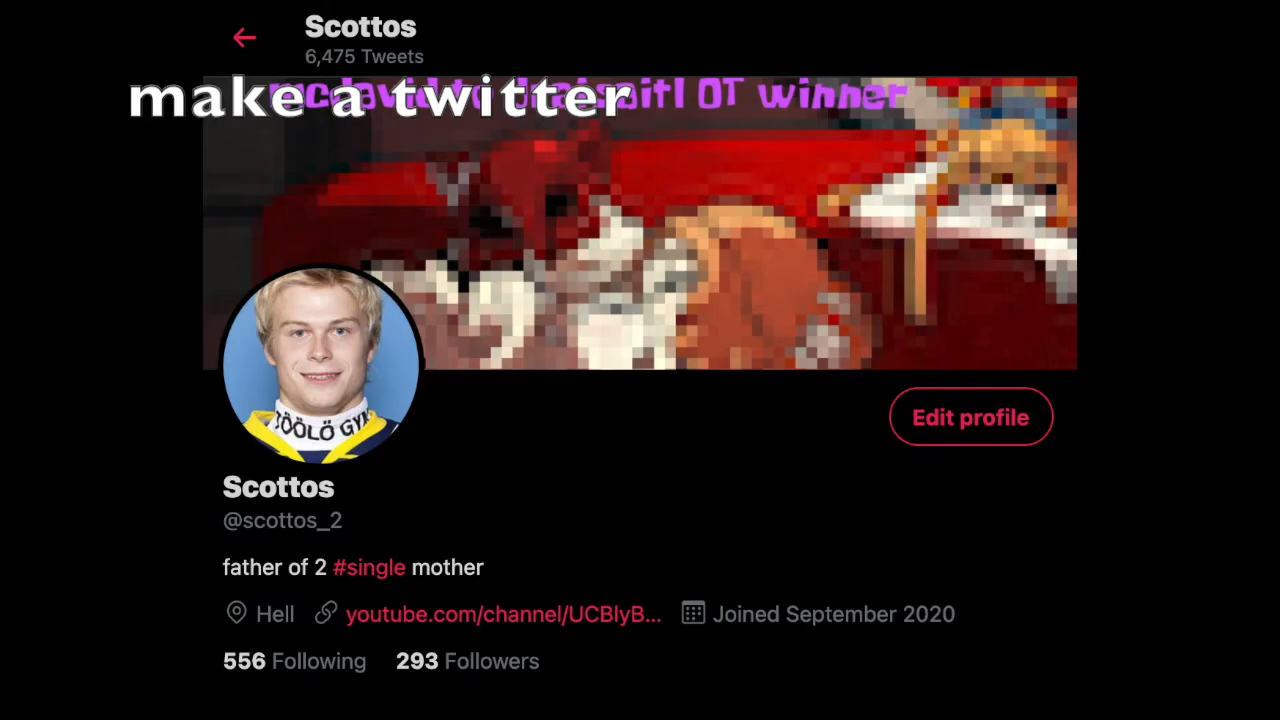 Scottos
6,475 Tweets
make a twitter
OT winner
TÖÖLÖ GYM
Edit profile
Scottos
@scottos_2
father of 2 #single mother
Hell youtube.com/channel/UCBlyB... Joined September 2020
556 Following 293 Followers